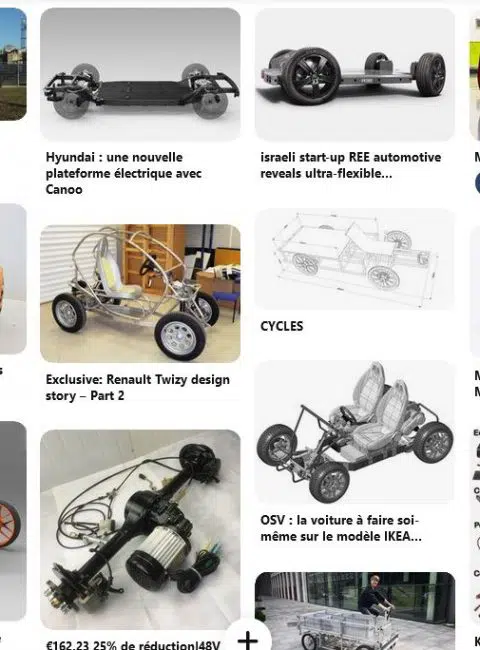 Hyundai : une nouvelle
plateforme électrique avec
Canoo
israeli start-up REE automotive
reveals ultra-flexible...
CYCLES
Exclusive: Renault Twizy design
story – Part 2
OSV : la voiture à faire soi-
même sur le modèle IKEA...
€162.23 25% de réduction|48V